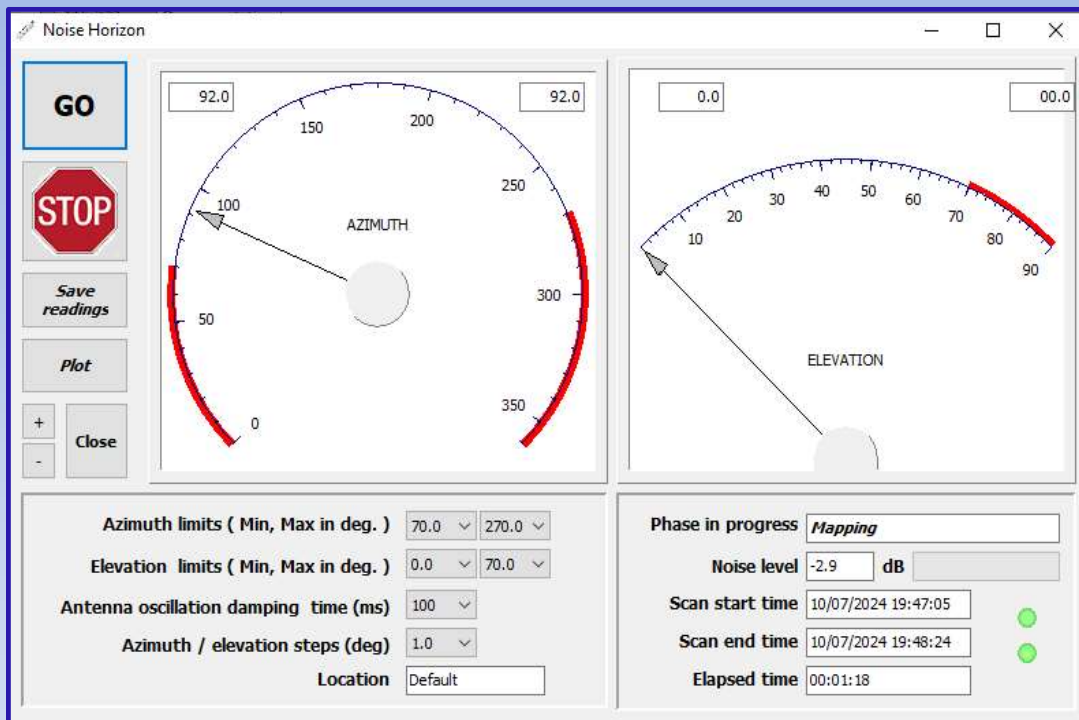 Noise Horizon
GO
STOP
Save
readings
Plot
+
-
Close
92.0
92.0
0
50
100
150
200
250
300
350
AZIMUTH
0.0
00.0
10
20
30
40
50
60
70
80
90
ELEVATION
Azimuth limits ( Min, Max in deg. ) 70.0 270.0
Elevation limits ( Min, Max in deg. ) 0.0 70.0
Antenna oscillation damping time (ms) 100
Azimuth / elevation steps (deg) 1.0
Location Default
Phase in progress Mapping
Noise level -2.9 dB
Scan start time 10/07/2024 19:47:05
Scan end time 10/07/2024 19:48:24
Elapsed time 00:01:18